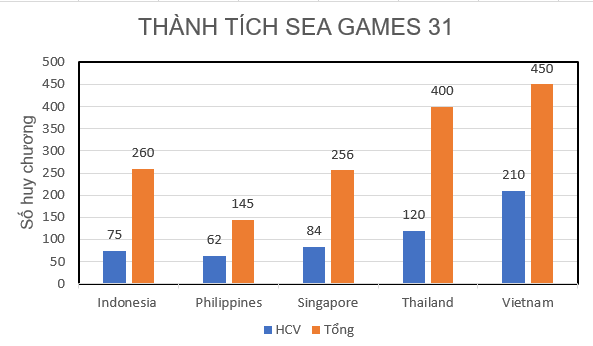 THÀNH TÍCH SEA GAMES 31
Số huy chương
500
450
400
350
300
250
200
150
100
50
0
75
260
62
145
84
256
120
400
210
450
Indonesia
Philippines
Singapore
Thailand
Vietnam
HCV
Tổng